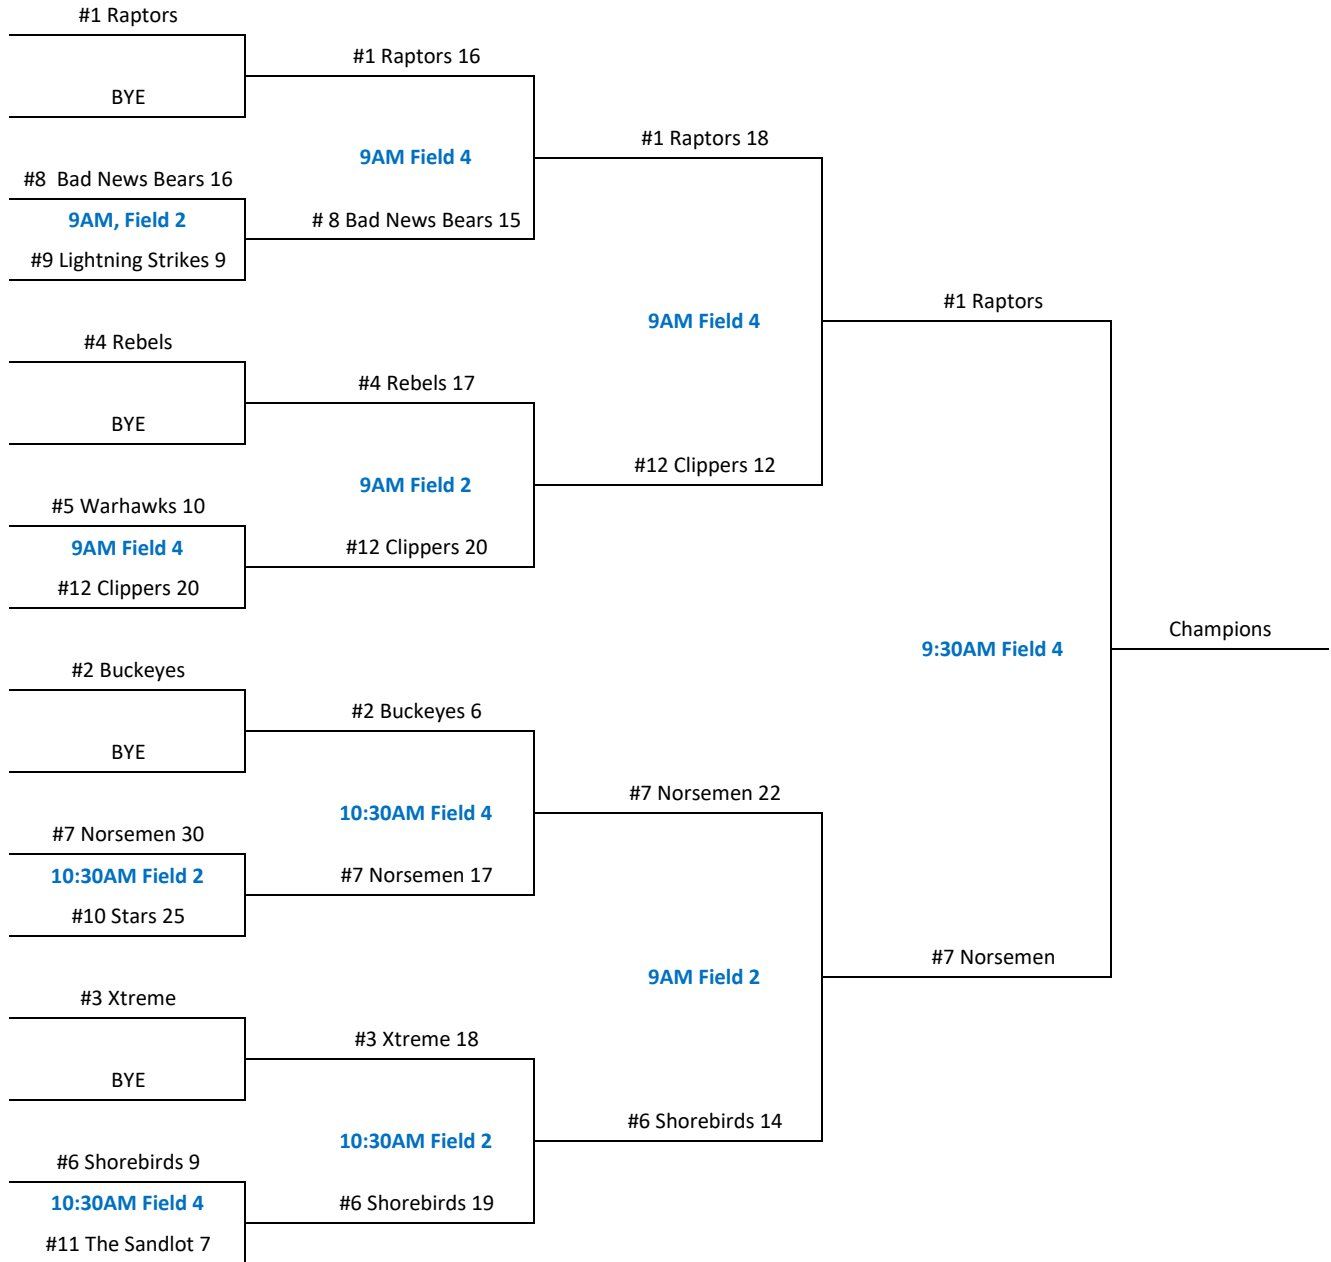 #1 Raptors
#1 Raptors 16
BYE
9AM Field 4
#1 Raptors 18
#8  Bad News Bears 16
9AM, Field 2
# 8 Bad News Bears 15
#9 Lightning Strikes 9
#1 Raptors
9AM Field 4
#4 Rebels
#4 Rebels 17
BYE
#12 Clippers 12
9AM Field 2
#5 Warhawks 10
9AM Field 4
#12 Clippers 20
#12 Clippers 20
Champions
9:30AM Field 4
#2 Buckeyes
#2 Buckeyes 6
BYE
#7 Norsemen 22
10:30AM Field 4
#7 Norsemen 30
10:30AM Field 2
#7 Norsemen 17
#10 Stars 25
#7 Norsemen
9AM Field 2
#3 Xtreme
#3 Xtreme 18
BYE
#6 Shorebirds 14
10:30AM Field 2
#6 Shorebirds 9
10:30AM Field 4
#6 Shorebirds 19
#11 The Sandlot 7